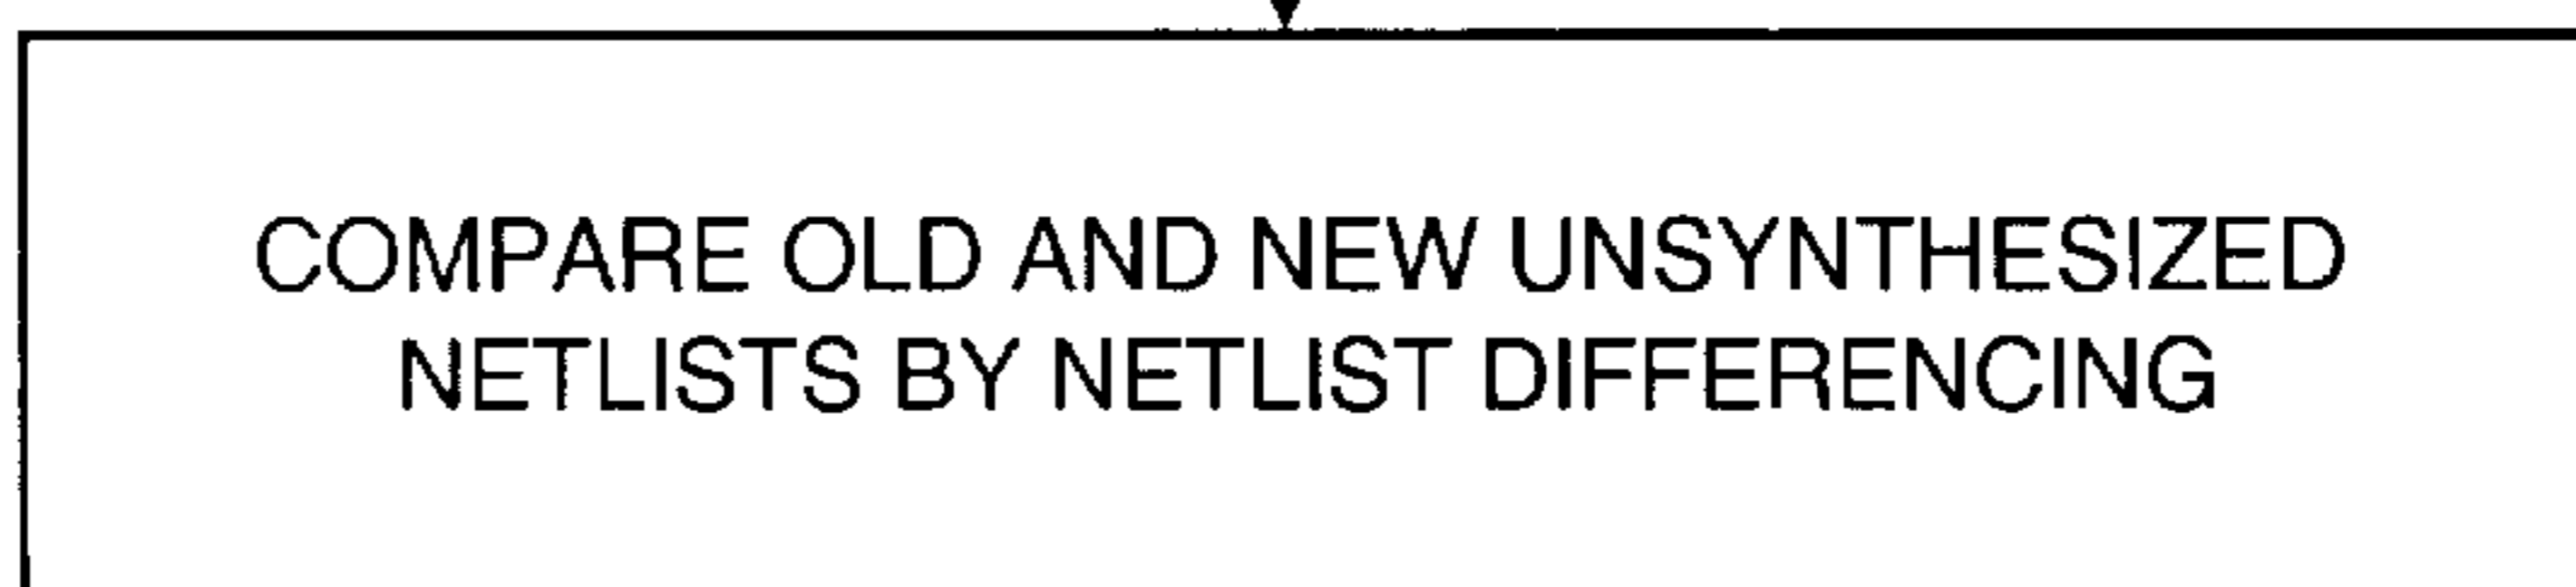 COMPARE OLD AND NEW UNSYNTHESIZED
NETLISTS BY NETLIST DIFFERENCING